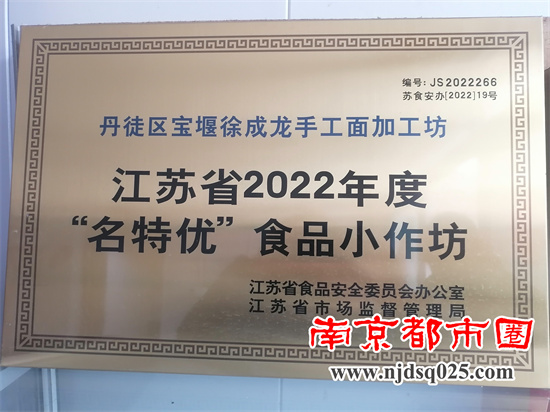 编号：JS2022266
苏食安办[2022]19号
丹徒区宝堰徐成龙手工面加工坊
江苏省2022年度
“名特优”食品小作坊
江苏省食品安全委员会办公室
江苏省市场监督管理局
南京都市圈
www.njdsq025.com